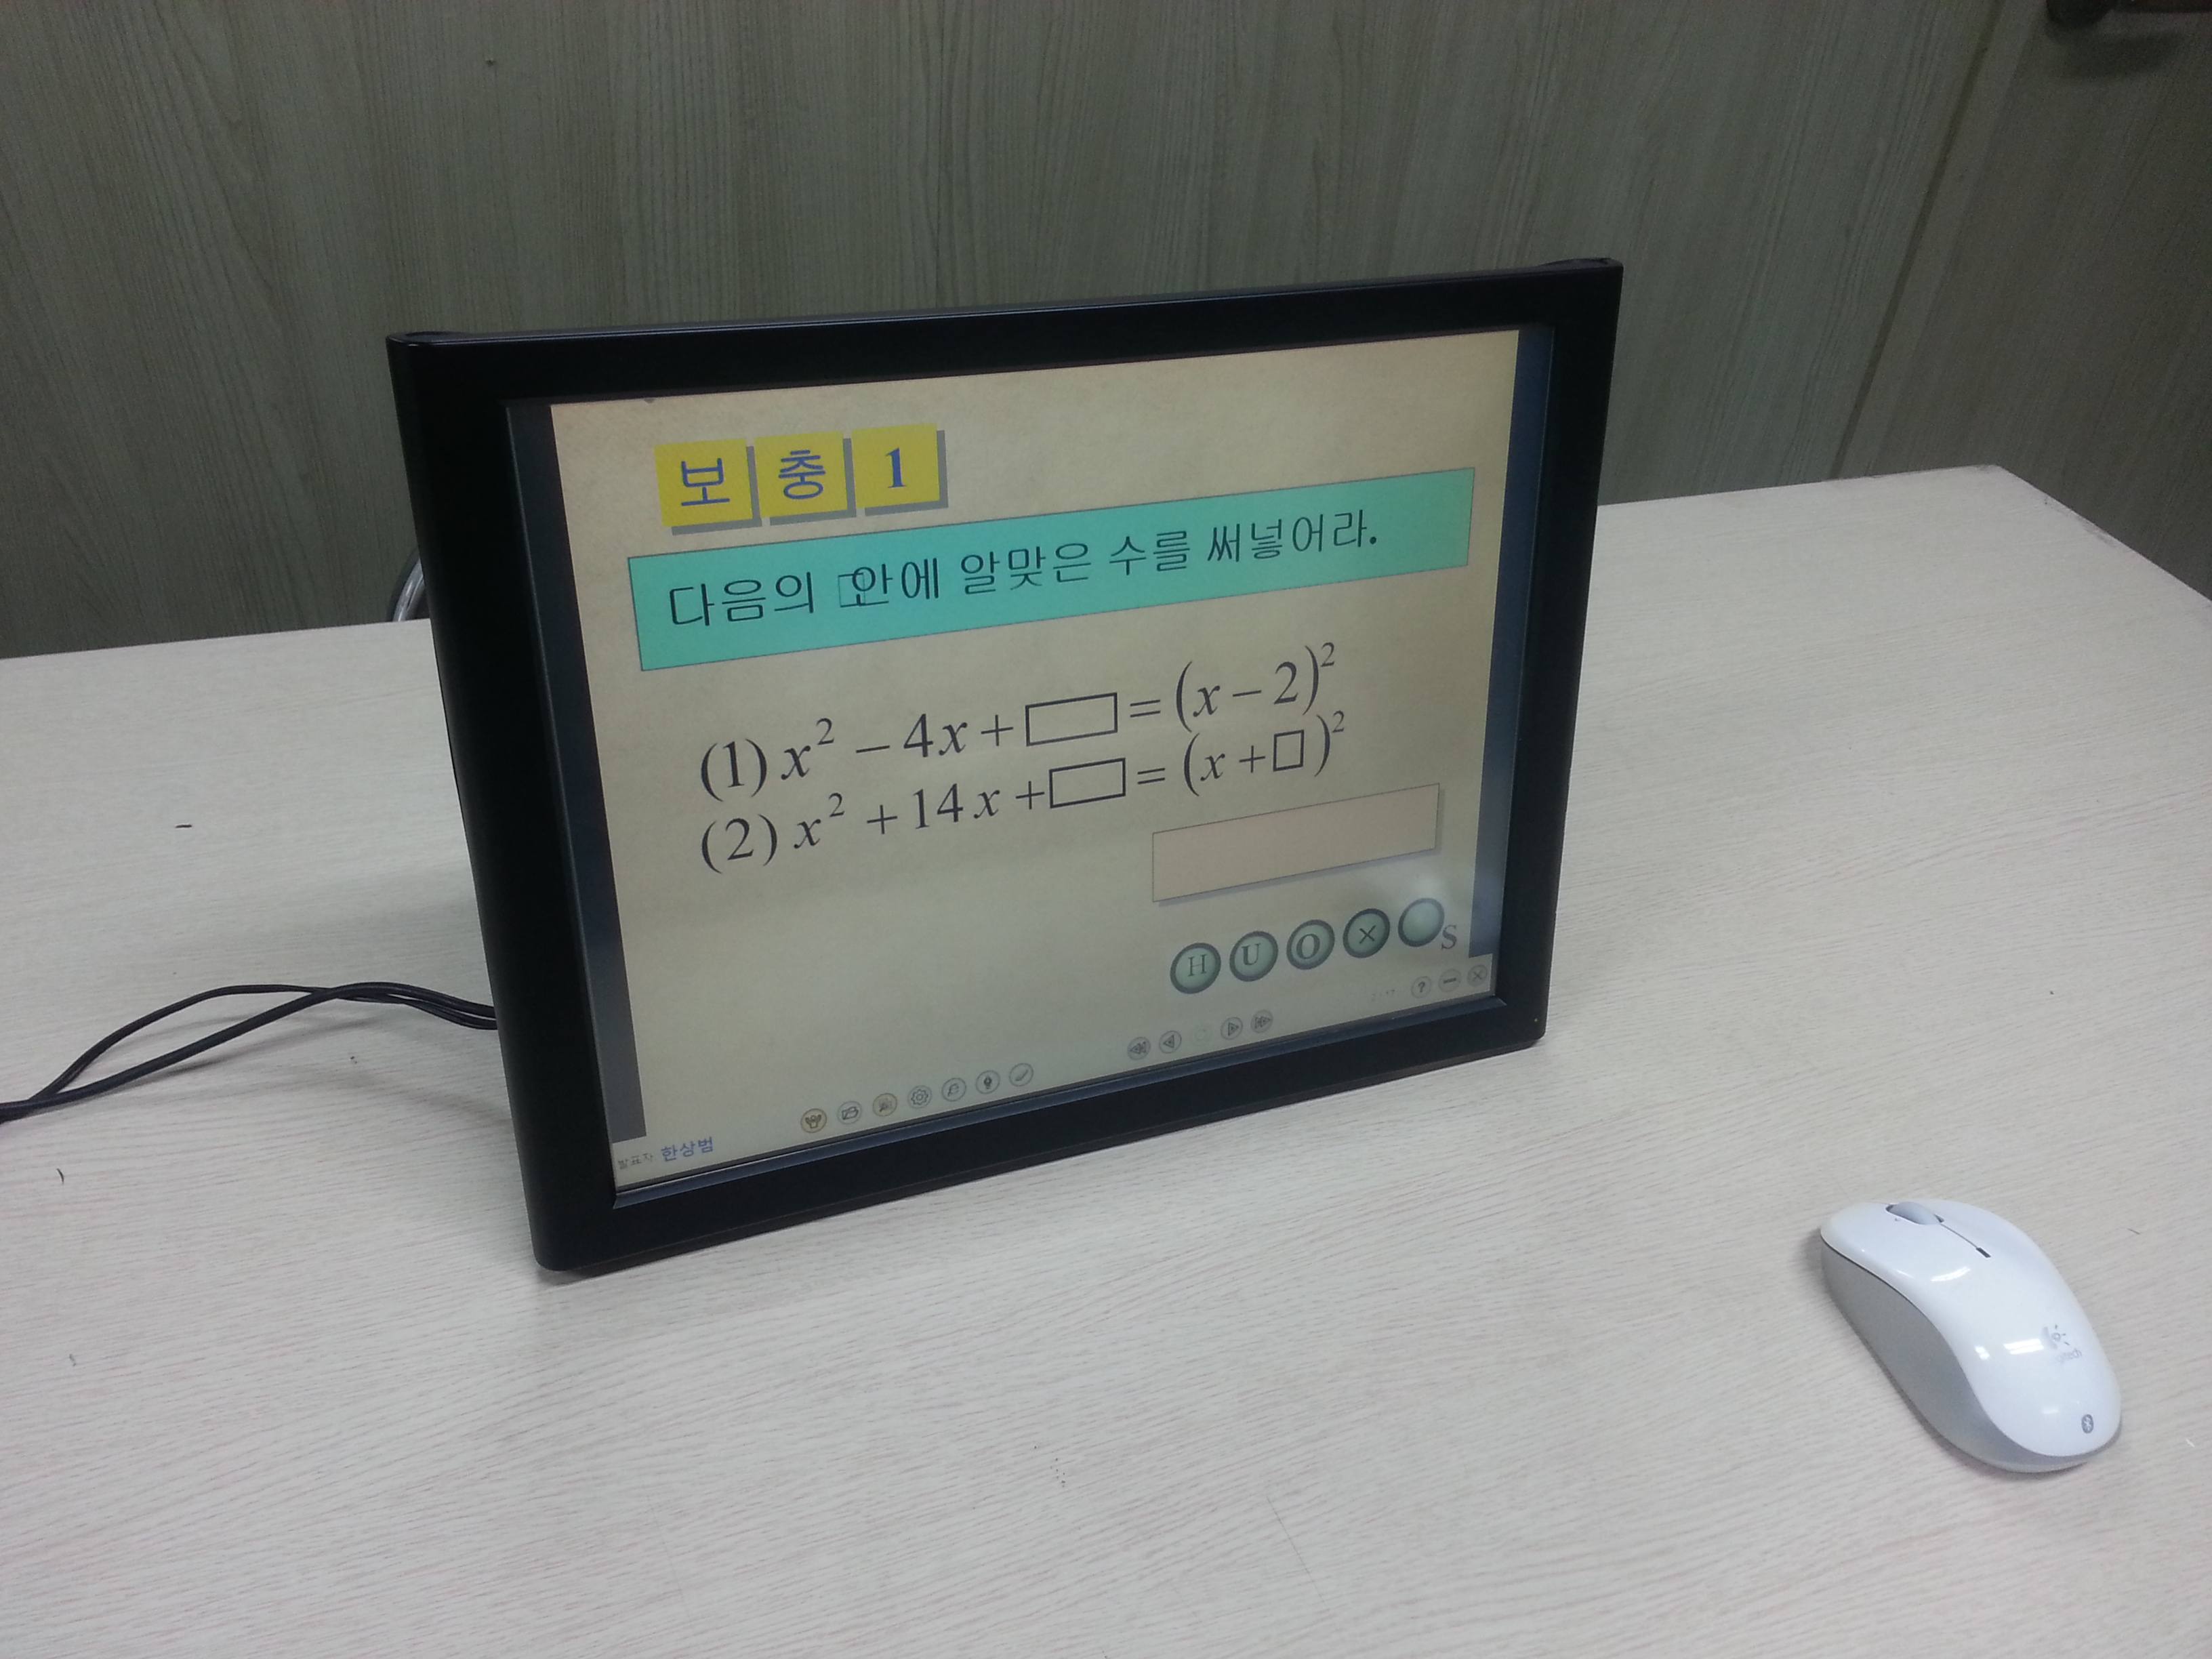 보충1
다음의 □안에 알맞은 수를 써넣어라.
(1) x² − 4x + □ = (x − 2)²
(2) x² + 14x + □ = (x + □)²
H U O × S
? − ×
발표자 한상범